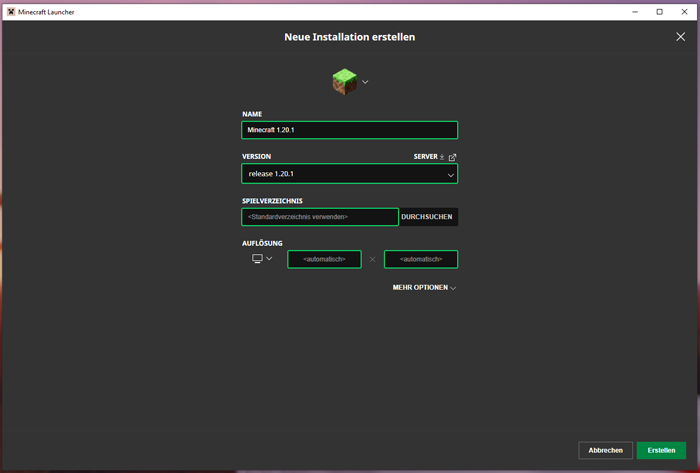 Minecraft Launcher
Neue Installation erstellen
NAME
Minecraft 1.20.1
VERSION SERVER
release 1.20.1
SPIELVERZEICHNIS
<Standardverzeichnis verwenden> DURCHSUCHEN
AUFLÖSUNG
<automatisch> <automatisch>
MEHR OPTIONEN
Abbrechen Erstellen